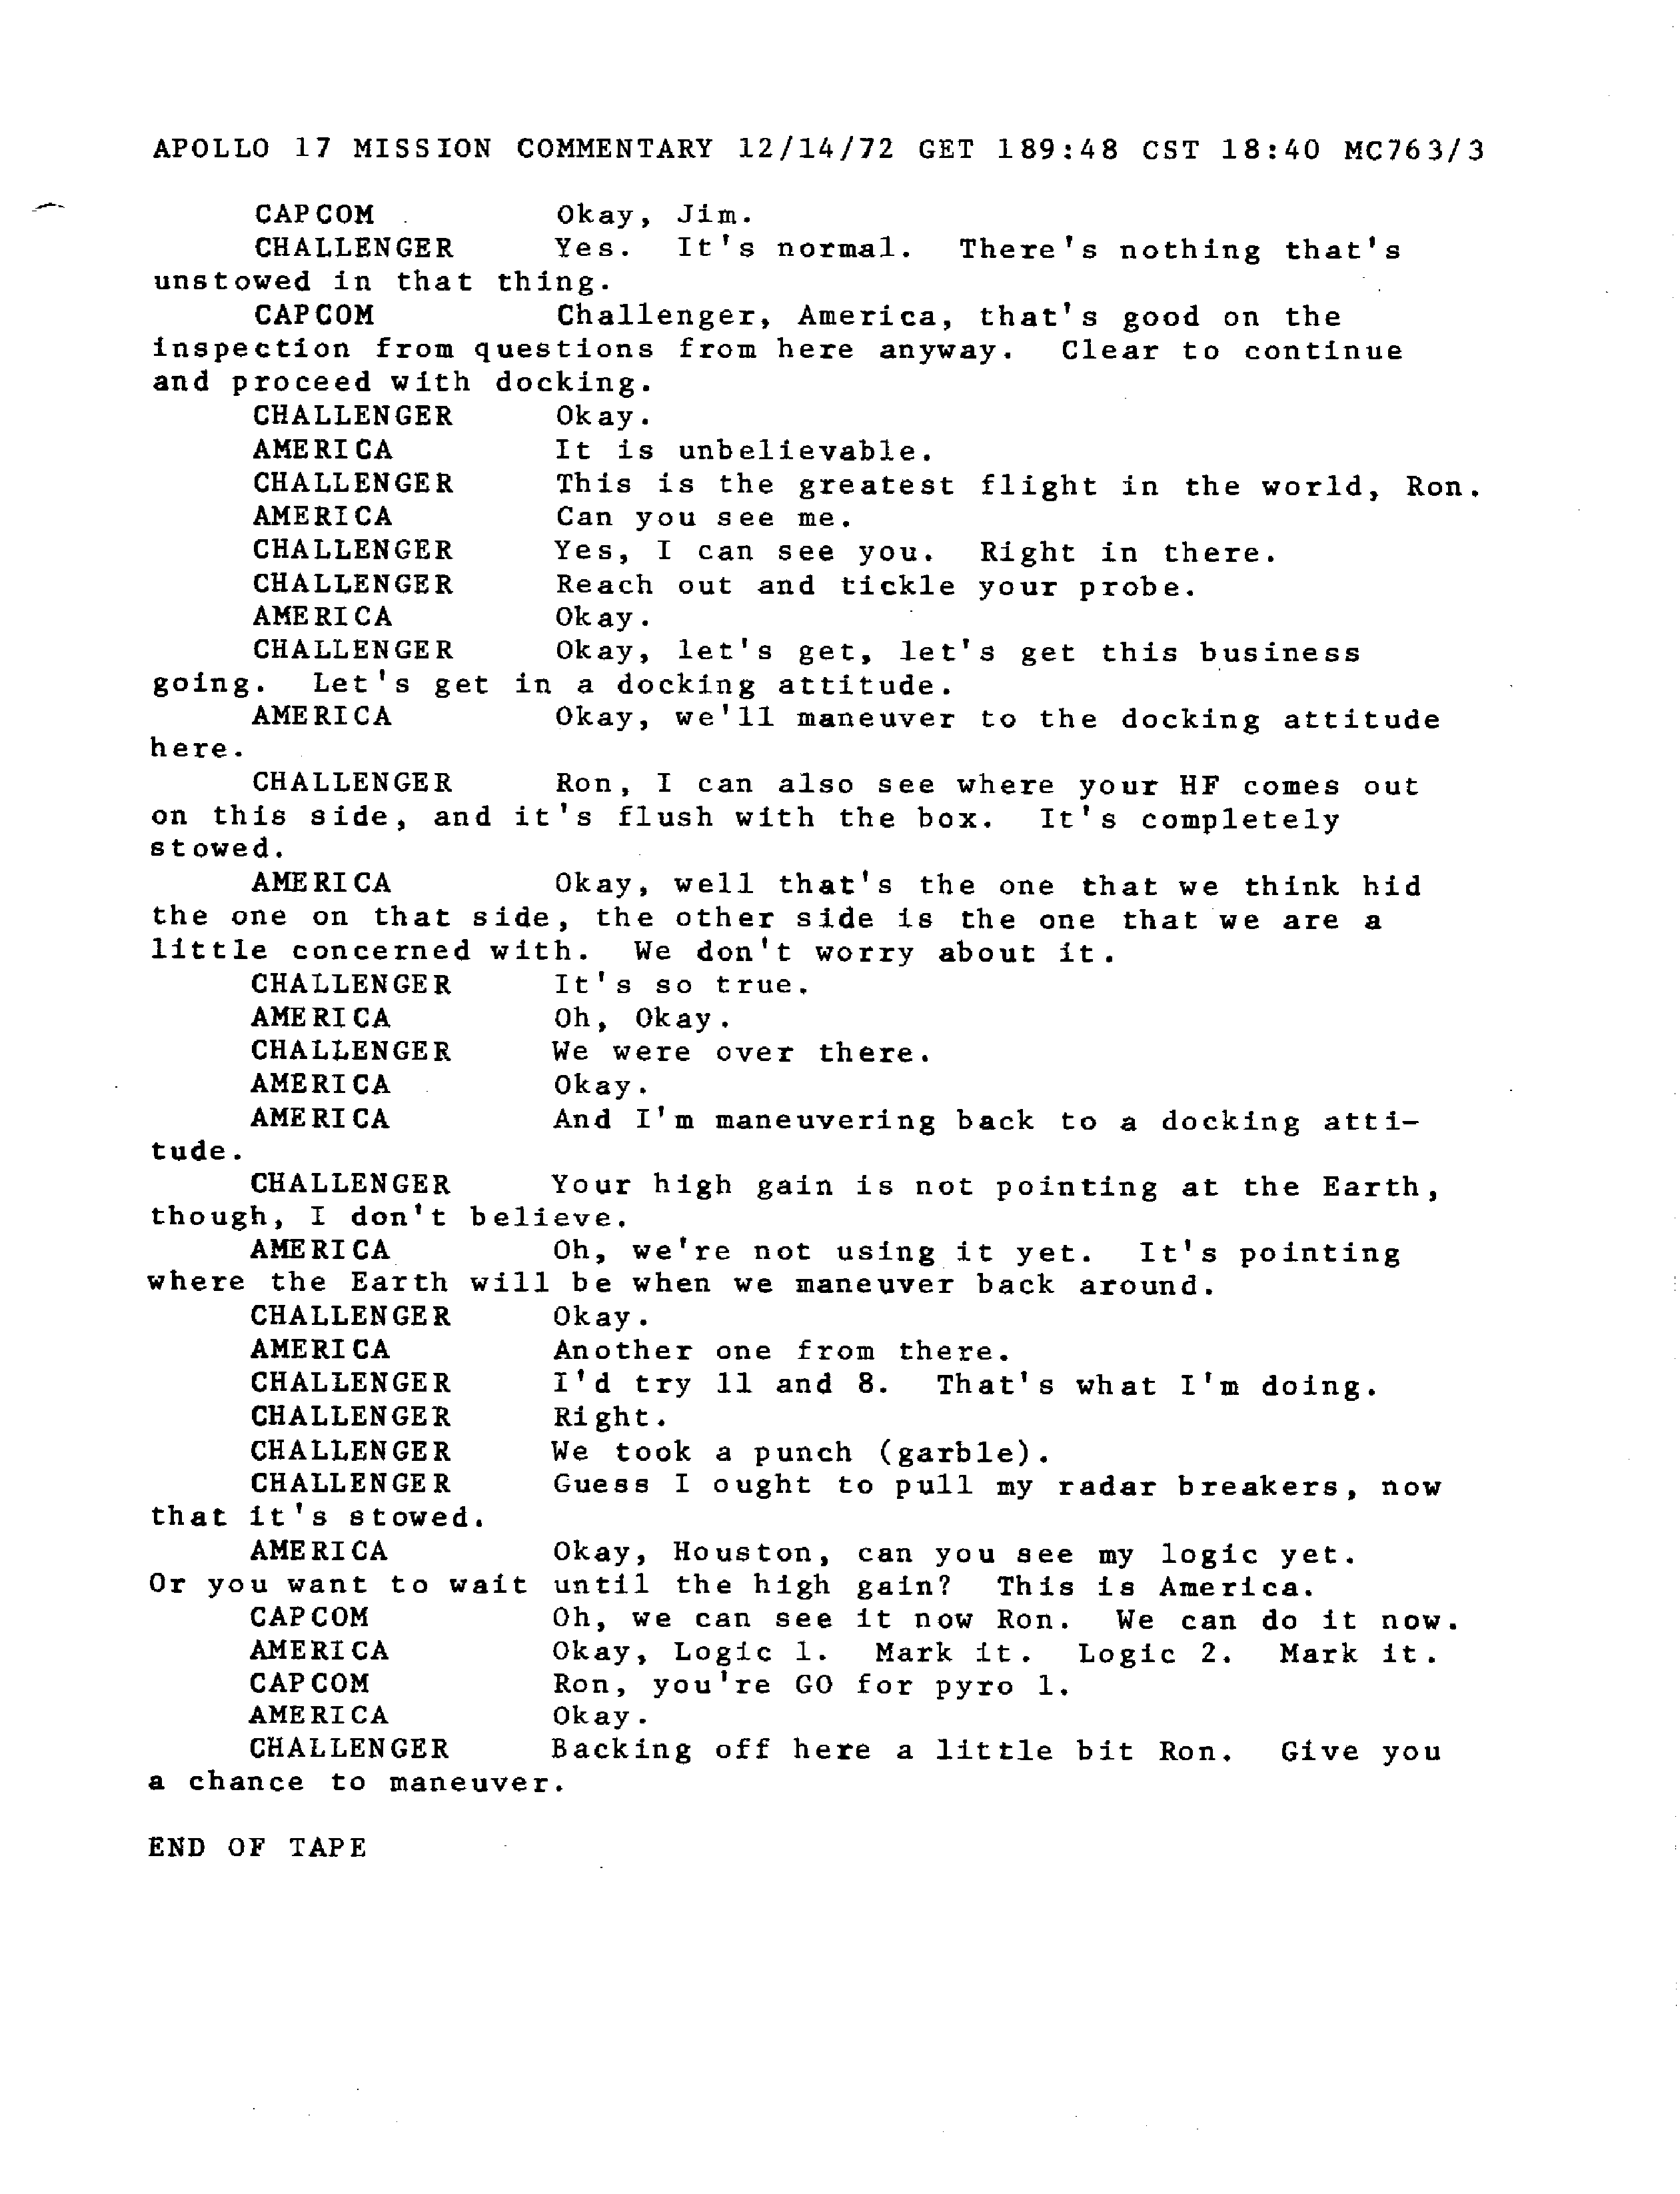 APOLLO 17 MISSION COMMENTARY 12/14/72 GET 189:48 CST 18:40 MC763/3
CAPCOM Okay, Jim.
CHALLENGER Yes. It's normal. There's nothing that's
unstowed in that thing.
CAPCOM Challenger, America, that's good on the
inspection from questions from here anyway. Clear to continue
and proceed with docking.
CHALLENGER Okay.
AMERICA It is unbelievable.
CHALLENGER This is the greatest flight in the world, Ron.
AMERICA Can you see me.
CHALLENGER Yes, I can see you. Right in there.
CHALLENGER Reach out and tickle your probe.
AMERICA Okay.
CHALLENGER Okay, let's get, let's get this business
going. Let's get in a docking attitude.
AMERICA Okay, we'll maneuver to the docking attitude
here.
CHALLENGER Ron, I can also see where your HF comes out
on this side, and it's flush with the box. It's completely
stowed.
AMERICA Okay, well that's the one that we think hid
the one on that side, the other side is the one that we are a
little concerned with. We don't worry about it.
CHALLENGER It's so true.
AMERICA Oh, Okay.
CHALLENGER We were over there.
AMERICA Okay.
AMERICA And I'm maneuvering back to a docking atti-
tude.
CHALLENGER Your high gain is not pointing at the Earth,
though, I don't believe.
AMERICA Oh, we're not using it yet. It's pointing
where the Earth will be when we maneuver back around.
CHALLENGER Okay.
AMERICA Another one from there.
CHALLENGER I'd try 11 and 8. That's what I'm doing.
CHALLENGER Right.
CHALLENGER We took a punch (garble).
CHALLENGER Guess I ought to pull my radar breakers, now
that it's stowed.
AMERICA Okay, Houston, can you see my logic yet.
Or you want to wait until the high gain? This is America.
CAPCOM Oh, we can see it now Ron. We can do it now.
AMERICA Okay, Logic 1. Mark it. Logic 2. Mark it.
CAPCOM Ron, you're GO for pyro 1.
AMERICA Okay.
CHALLENGER Backing off here a little bit Ron. Give you
a chance to maneuver.
END OF TAPE